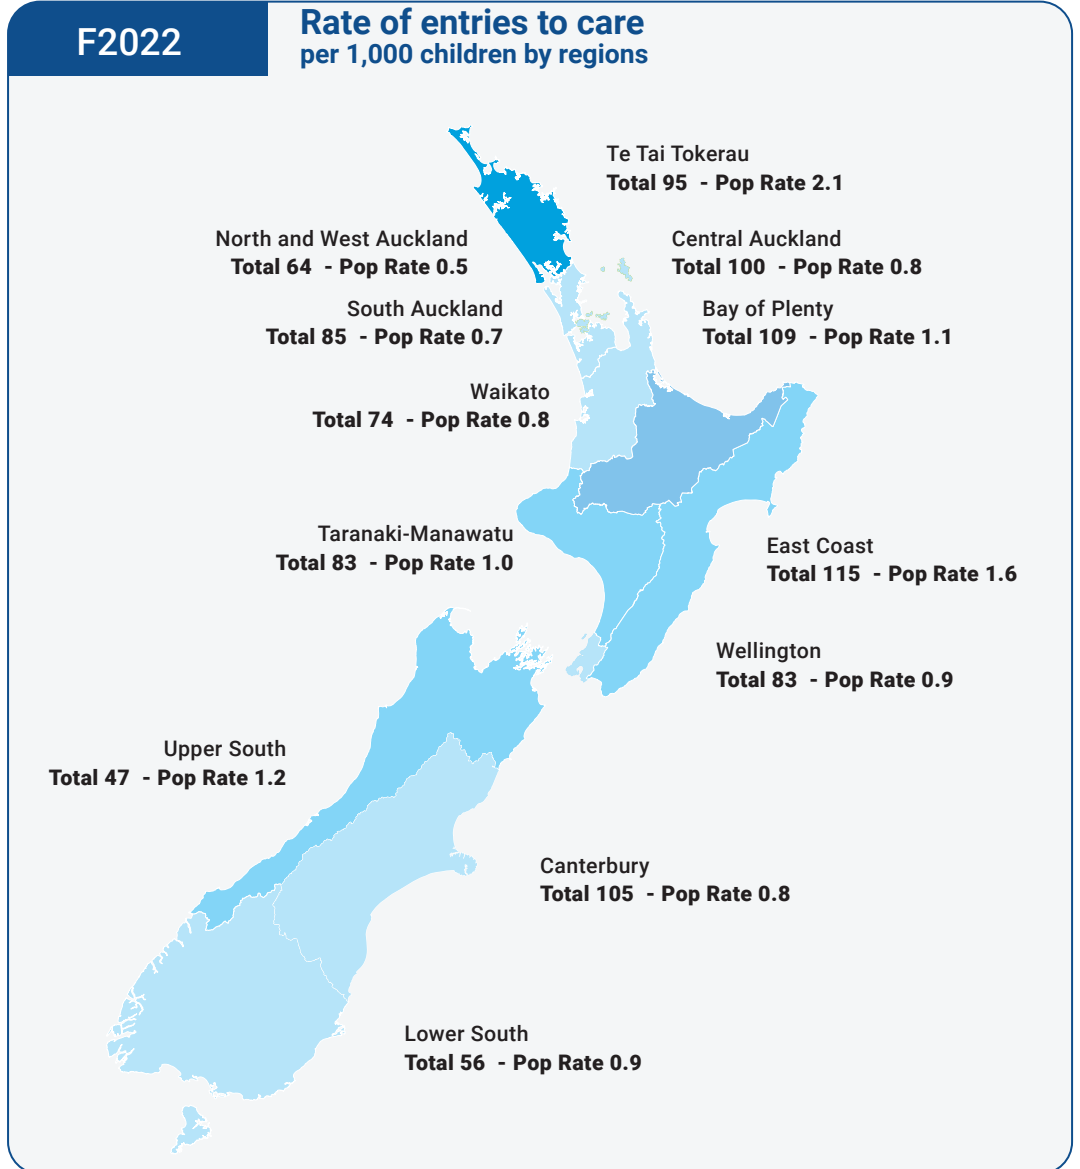 F2022
Rate of entries to care
per 1,000 children by regions
Te Tai Tokerau
Total 95 - Pop Rate 2.1
North and West Auckland
Total 64 - Pop Rate 0.5
Central Auckland
Total 100 - Pop Rate 0.8
South Auckland
Total 85 - Pop Rate 0.7
Bay of Plenty
Total 109 - Pop Rate 1.1
Waikato
Total 74 - Pop Rate 0.8
Taranaki-Manawatu
Total 83 - Pop Rate 1.0
East Coast
Total 115 - Pop Rate 1.6
Wellington
Total 83 - Pop Rate 0.9
Upper South
Total 47 - Pop Rate 1.2
Canterbury
Total 105 - Pop Rate 0.8
Lower South
Total 56 - Pop Rate 0.9